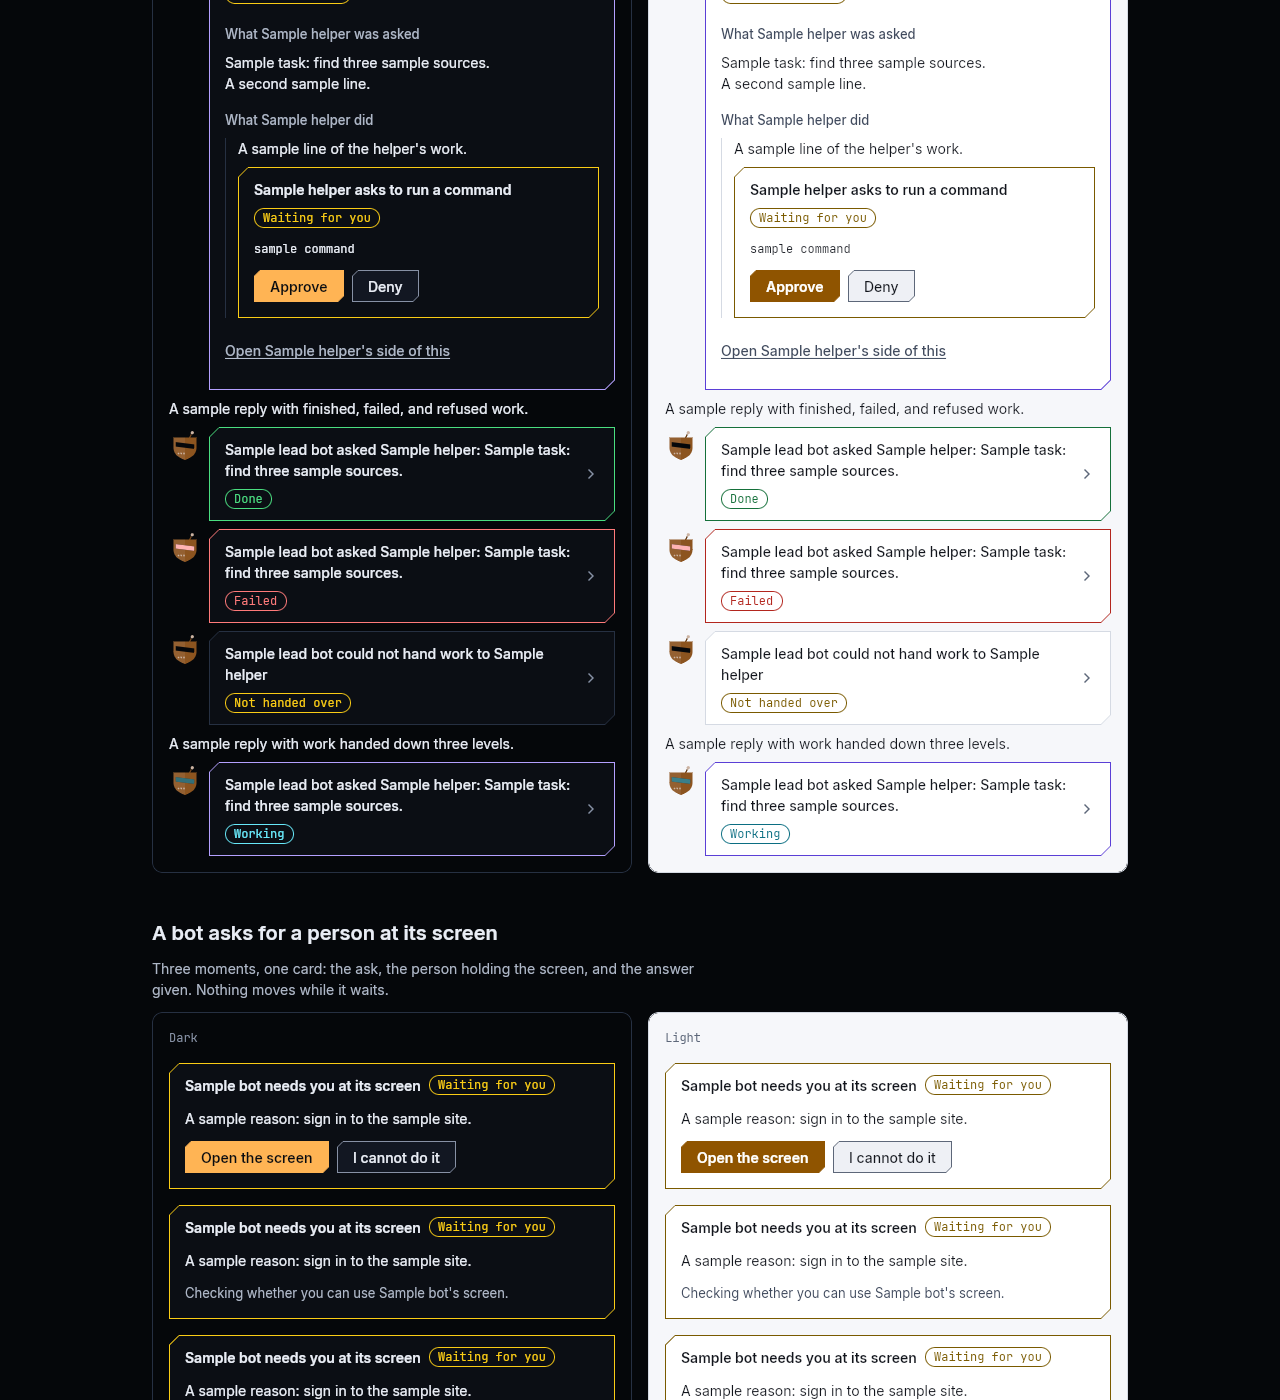 What Sample helper was asked
Sample task: find three sample sources.
A second sample line.
What Sample helper did
A sample line of the helper's work.
Sample helper asks to run a command
Waiting for you
sample command
Approve
Deny
Open Sample helper's side of this
A sample reply with finished, failed, and refused work.
Sample lead bot asked Sample helper: Sample task:
find three sample sources.
Done
Sample lead bot asked Sample helper: Sample task:
find three sample sources.
Failed
Sample lead bot could not hand work to Sample
helper
Not handed over
A sample reply with work handed down three levels.
Sample lead bot asked Sample helper: Sample task:
find three sample sources.
Working
What Sample helper was asked
Sample task: find three sample sources.
A second sample line.
What Sample helper did
A sample line of the helper's work.
Sample helper asks to run a command
Waiting for you
sample command
Approve
Deny
Open Sample helper's side of this
A sample reply with finished, failed, and refused work.
Sample lead bot asked Sample helper: Sample task:
find three sample sources.
Done
Sample lead bot asked Sample helper: Sample task:
find three sample sources.
Failed
Sample lead bot could not hand work to Sample
helper
Not handed over
A sample reply with work handed down three levels.
Sample lead bot asked Sample helper: Sample task:
find three sample sources.
Working
A bot asks for a person at its screen
Three moments, one card: the ask, the person holding the screen, and the answer
given. Nothing moves while it waits.
Dark
Sample bot needs you at its screen
Waiting for you
A sample reason: sign in to the sample site.
Open the screen
I cannot do it
Sample bot needs you at its screen
Waiting for you
A sample reason: sign in to the sample site.
Checking whether you can use Sample bot's screen.
Sample bot needs you at its screen
Waiting for you
A sample reason: sign in to the sample site.
Light
Sample bot needs you at its screen
Waiting for you
A sample reason: sign in to the sample site.
Open the screen
I cannot do it
Sample bot needs you at its screen
Waiting for you
A sample reason: sign in to the sample site.
Checking whether you can use Sample bot's screen.
Sample bot needs you at its screen
Waiting for you
A sample reason: sign in to the sample site.